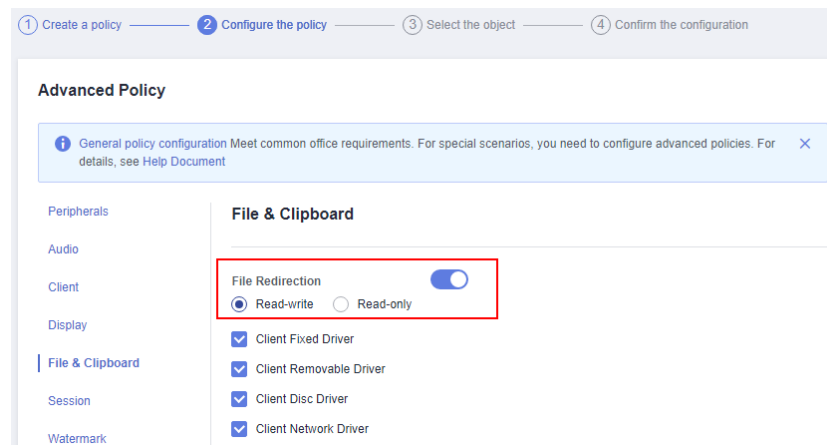 1 Create a policy 2 Configure the policy 3 Select the object 4 Confirm the configuration
Advanced Policy
General policy configuration Meet common office requirements. For special scenarios, you need to configure advanced policies. For
details, see Help Document
Peripherals
Audio
Client
Display
File & Clipboard
Session
Watermark
File & Clipboard
File Redirection
Read-write Read-only
Client Fixed Driver
Client Removable Driver
Client Disc Driver
Client Network Driver